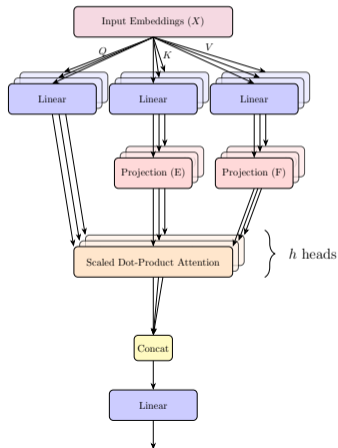 Input Embeddings (X)
Q
K
V
Linear
Linear
Linear
Projection (E)
Projection (F)
Scaled Dot-Product Attention
h heads
Concat
Linear